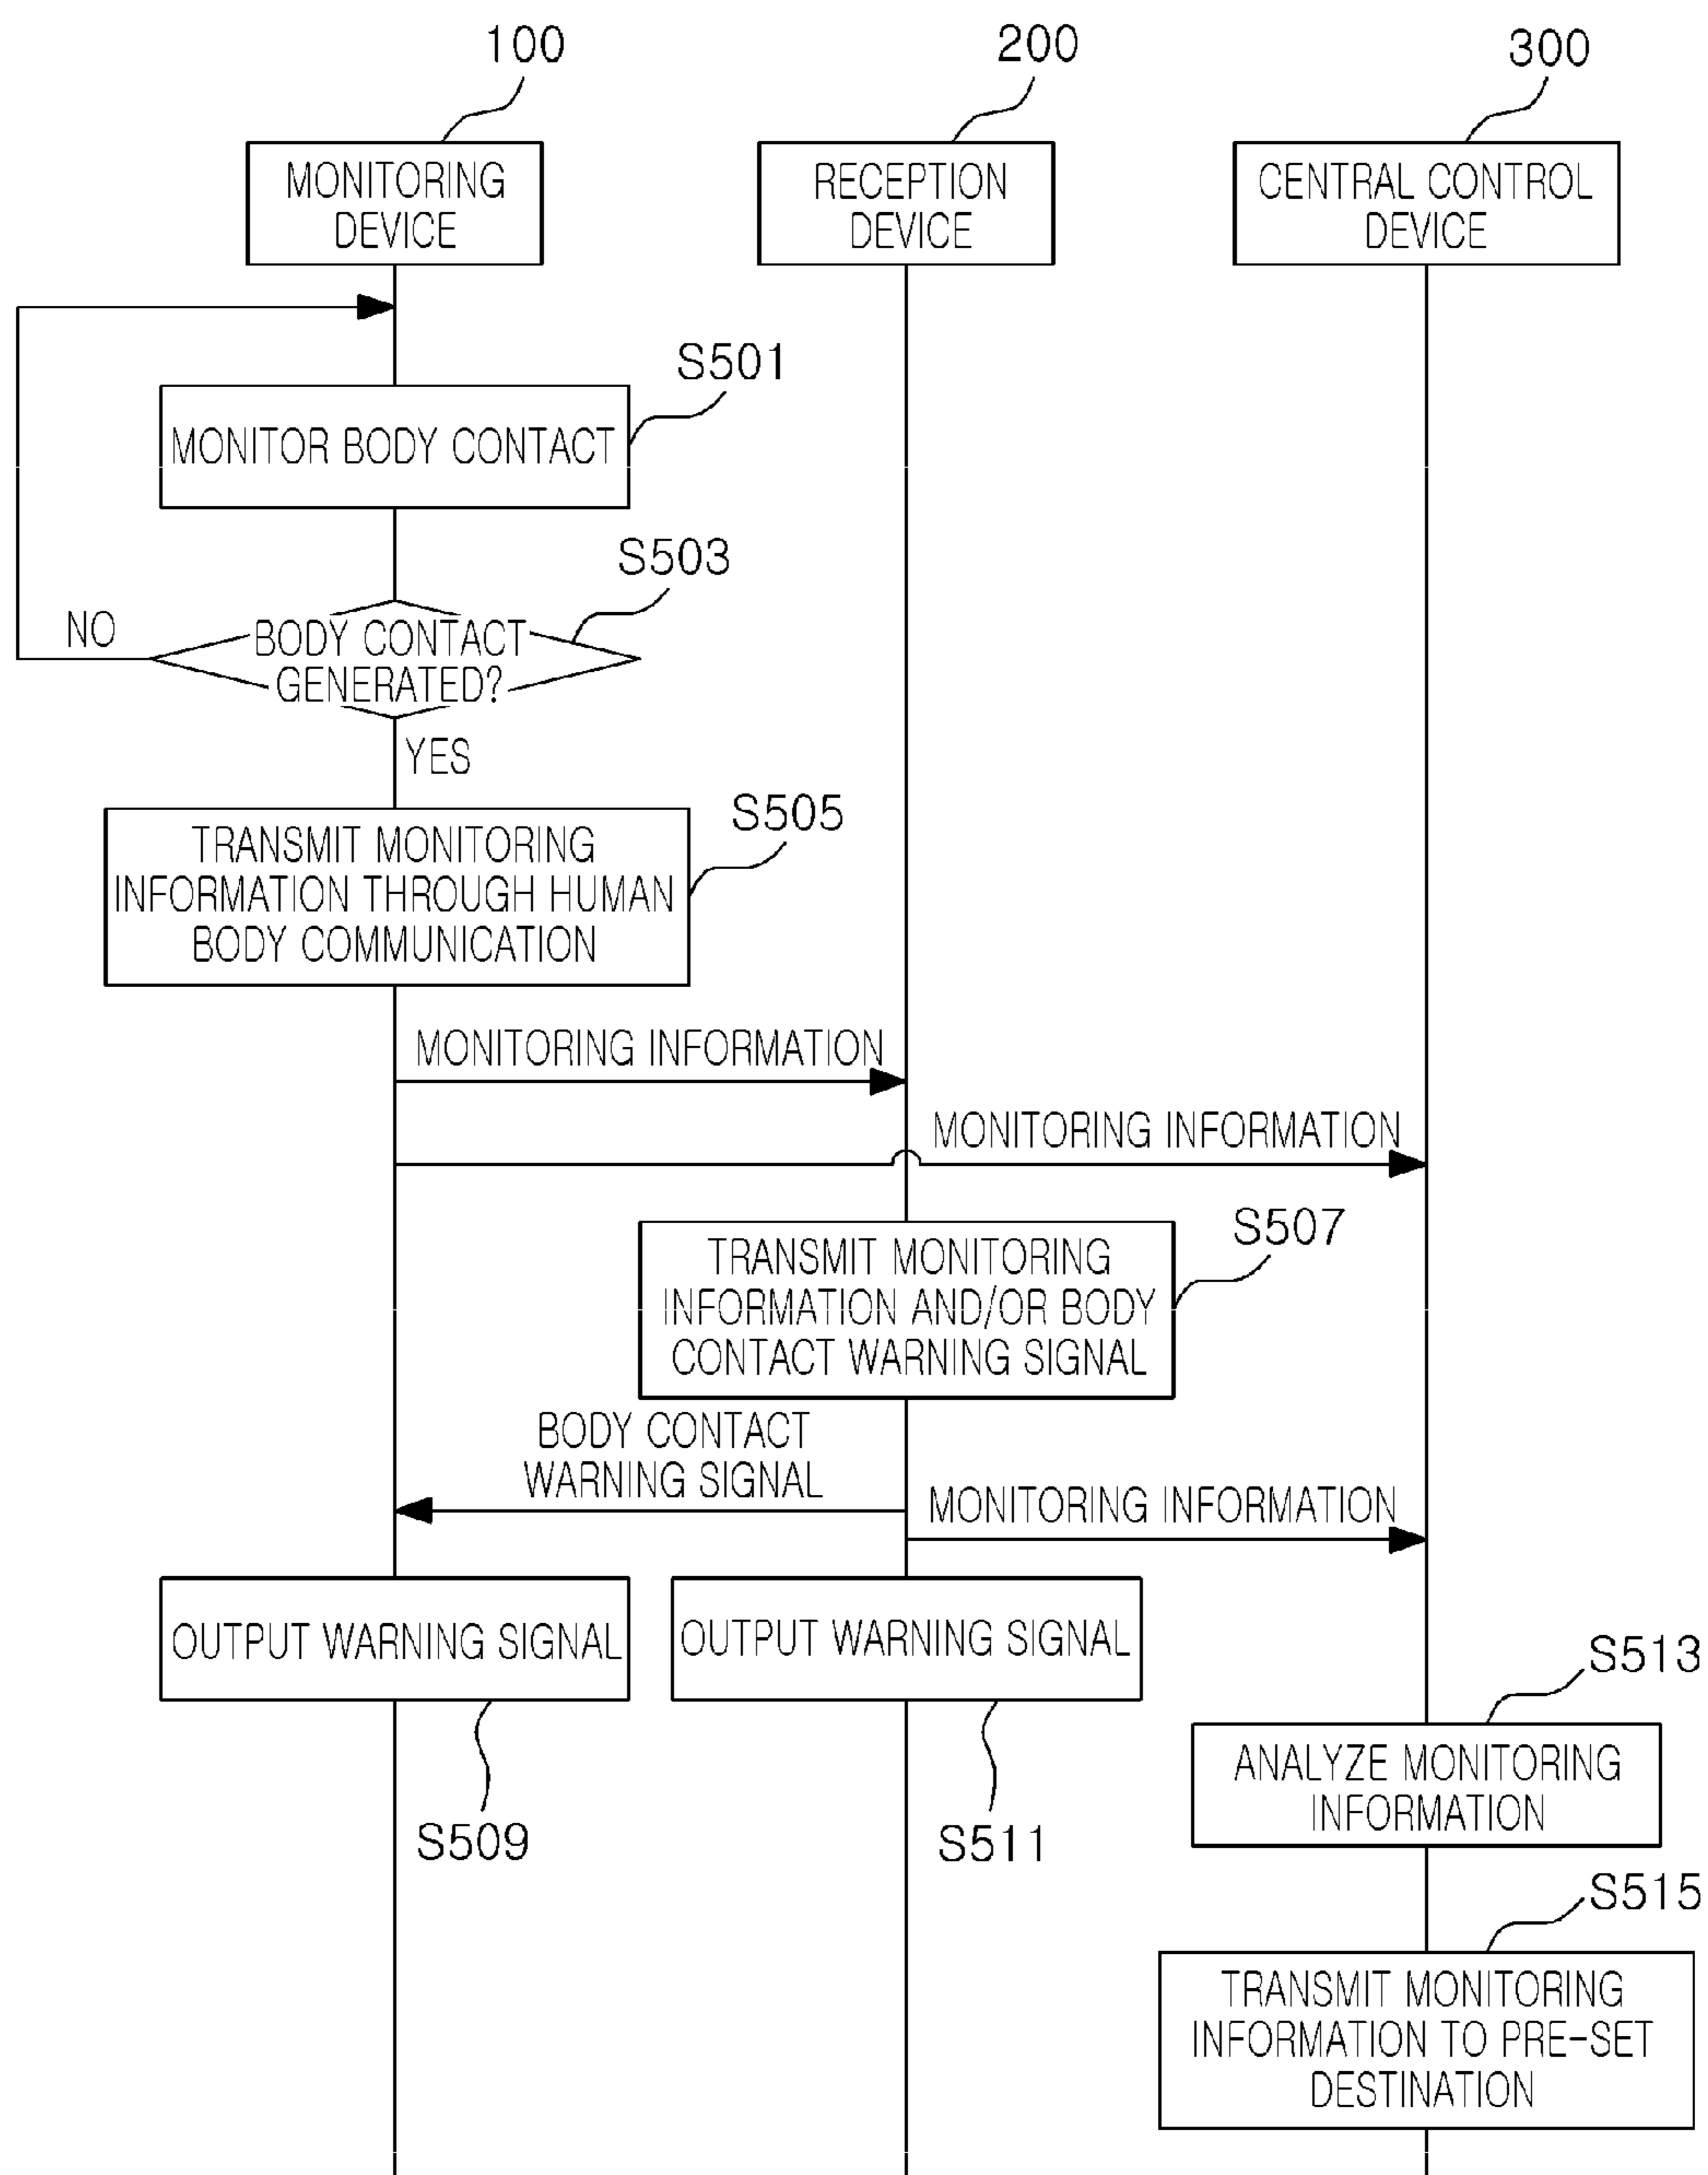 100
200
300
MONITORING
DEVICE
RECEPTION
DEVICE
CENTRAL CONTROL
DEVICE
S501
MONITOR BODY CONTACT
S503
NO
BODY CONTACT
GENERATED?
YES
S505
TRANSMIT MONITORING
INFORMATION THROUGH HUMAN
BODY COMMUNICATION
MONITORING INFORMATION
MONITORING INFORMATION
S507
TRANSMIT MONITORING
INFORMATION AND/OR BODY
CONTACT WARNING SIGNAL
BODY CONTACT
WARNING SIGNAL
MONITORING INFORMATION
OUTPUT WARNING SIGNAL
OUTPUT WARNING SIGNAL
S513
ANALYZE MONITORING
INFORMATION
S509
S511
S515
TRANSMIT MONITORING
INFORMATION TO PRE-SET
DESTINATION